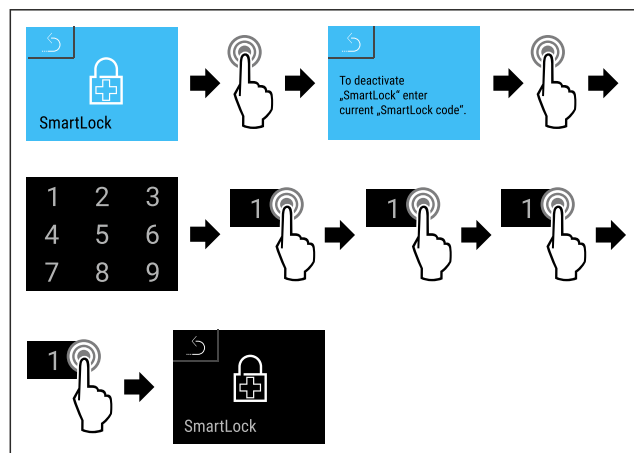 SmartLock
To deactivate
„SmartLock“ enter
current „SmartLock code“.
1 2 3
4 5 6
7 8 9
1
1
1
1
SmartLock